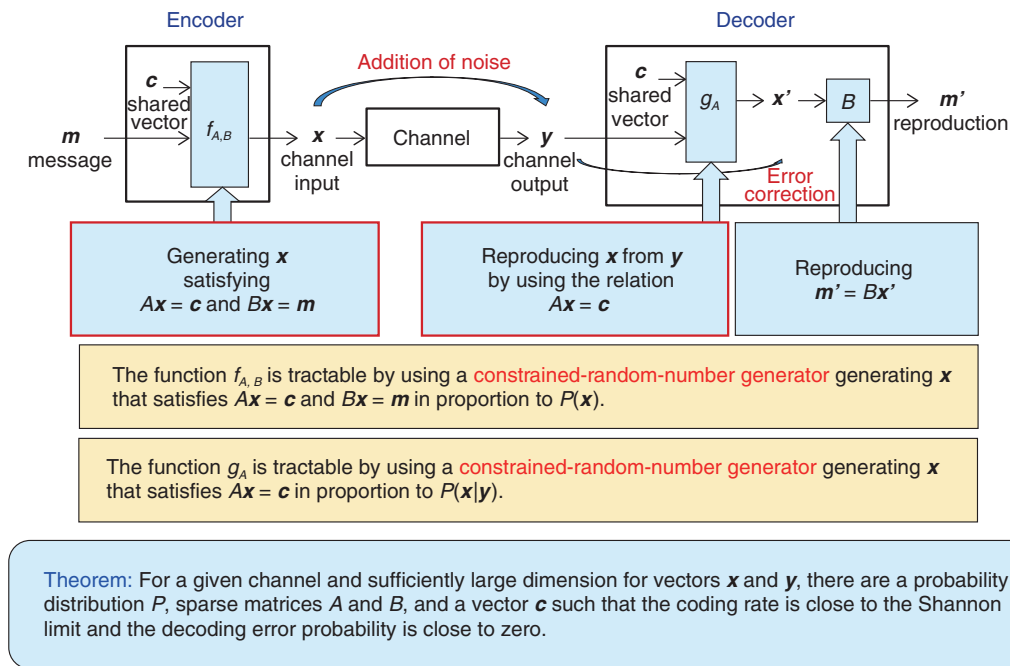 Encoder
Decoder
Addition of noise
c
shared
vector
m
message
f_{A,B}
x
channel
input
Channel
y
channel
output
c
shared
vector
g_A
x'
B
m'
reproduction
Error
correction
Generating x
satisfying
Ax = c and Bx = m
Reproducing x from y
by using the relation
Ax = c
Reproducing
m' = Bx'
The function f_{A, B} is tractable by using a constrained-random-number generator generating x
that satisfies Ax = c and Bx = m in proportion to P(x).
The function g_A is tractable by using a constrained-random-number generator generating x
that satisfies Ax = c in proportion to P(x|y).
Theorem: For a given channel and sufficiently large dimension for vectors x and y, there are a probability
distribution P, sparse matrices A and B, and a vector c such that the coding rate is close to the Shannon
limit and the decoding error probability is close to zero.